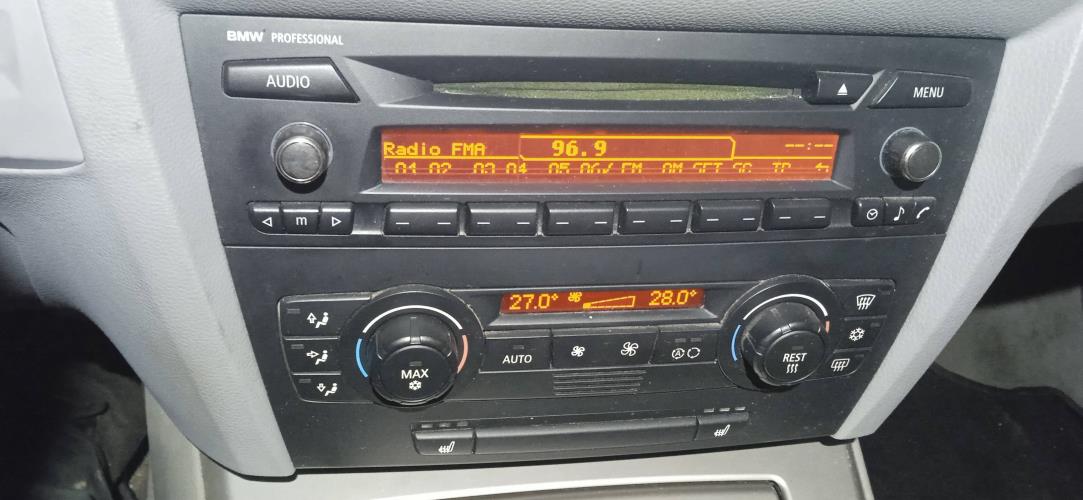 BMW PROFESSIONAL
AUDIO
MENU
Radio FMA 96.9 --:--
01 02 03 04 05 06✓ FM AM SET SC TP
m
27.0° 28.0°
AUTO
A
MAX
REST